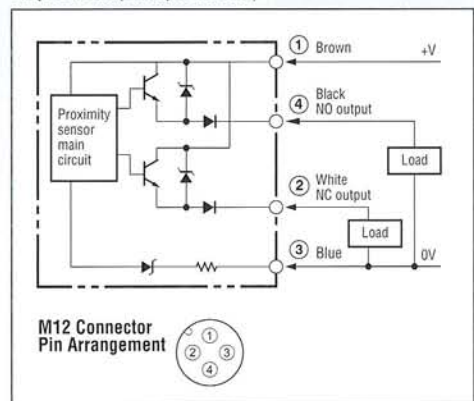 ① Brown
+V
④ Black
NO output
Proximity
sensor
main
circuit
Load
② White
NC output
Load
③ Blue
0V
M12 Connector
Pin Arrangement
①
② ③
④